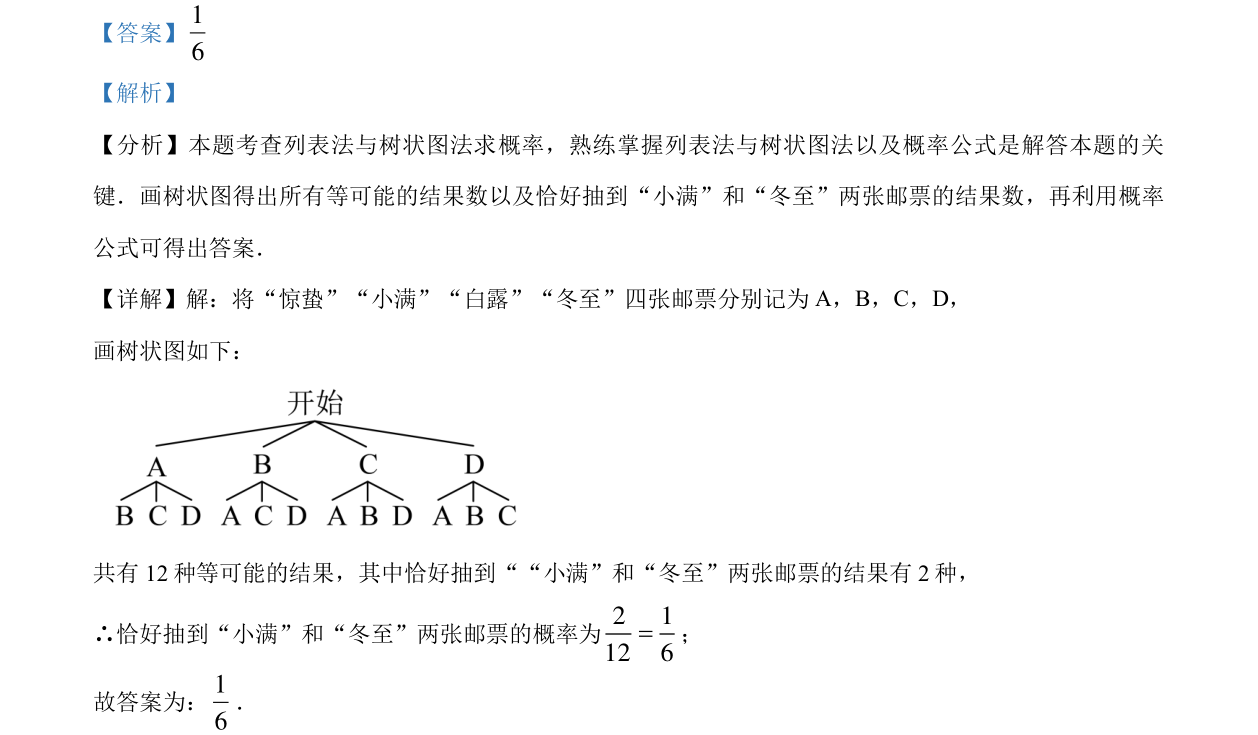 【答案】1/6
【解析】
【分析】本题考查列表法与树状图法求概率，熟练掌握列表法与树状图法以及概率公式是解答本题的关
键．画树状图得出所有等可能的结果数以及恰好抽到“小满”和“冬至”两张邮票的结果数，再利用概率
公式可得出答案．
【详解】解：将“惊蛰”“小满”“白露”“冬至”四张邮票分别记为 A，B，C，D，
画树状图如下：
开始
A B C D
B C D A C D A B D A B C
共有 12 种等可能的结果，其中恰好抽到““小满”和“冬至”两张邮票的结果有 2 种，
∴恰好抽到“小满”和“冬至”两张邮票的概率为 2/12 = 1/6；
故答案为：1/6．